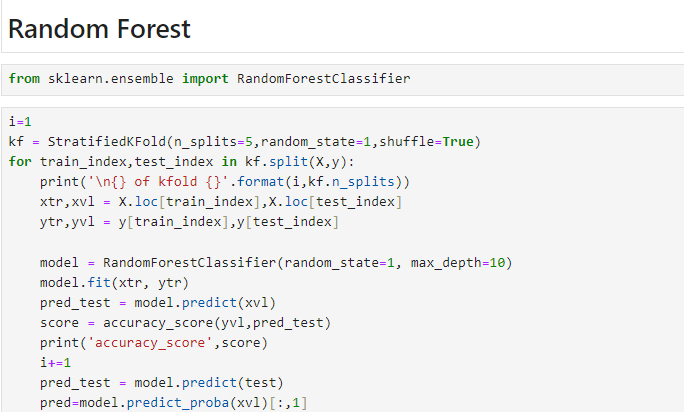 Random Forest
from sklearn.ensemble import RandomForestClassifier
i=1
kf = StratifiedKFold(n_splits=5,random_state=1,shuffle=True)
for train_index,test_index in kf.split(X,y):
    print('\n{} of kfold {}'.format(i,kf.n_splits))
    xtr,xvl = X.loc[train_index],X.loc[test_index]
    ytr,yvl = y[train_index],y[test_index]

    model = RandomForestClassifier(random_state=1, max_depth=10)
    model.fit(xtr, ytr)
    pred_test = model.predict(xvl)
    score = accuracy_score(yvl,pred_test)
    print('accuracy_score',score)
    i+=1
    pred_test = model.predict(test)
    pred=model.predict_proba(xvl)[:,1]